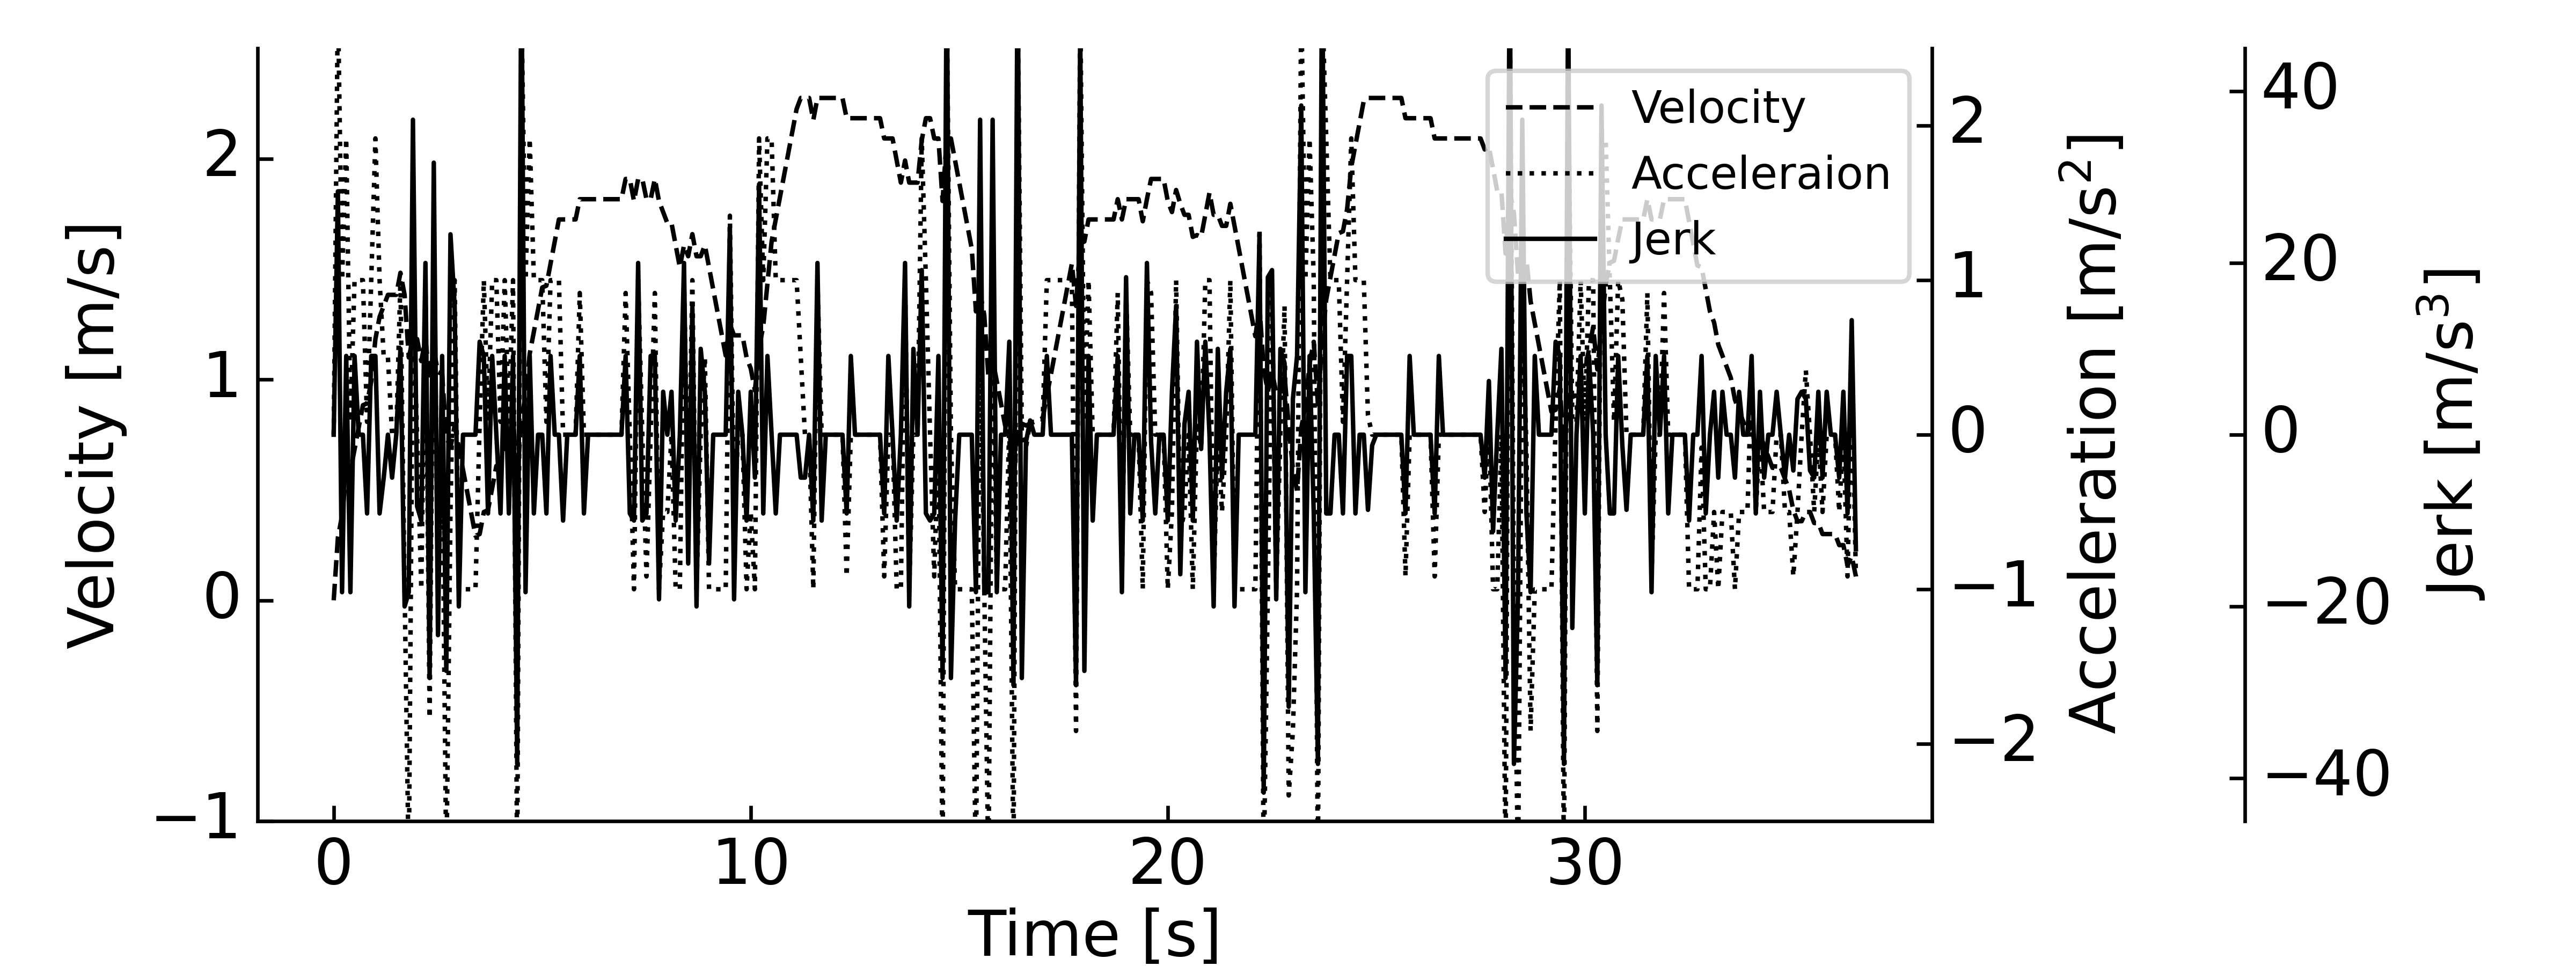 Velocity [m/s]
2
1
0
−1
0 10 20 30
Time [s]
Velocity
Acceleraion
Jerk
2
1
0
−1
−2
Acceleration [m/s²]
40
20
0
−20
−40
Jerk [m/s³]